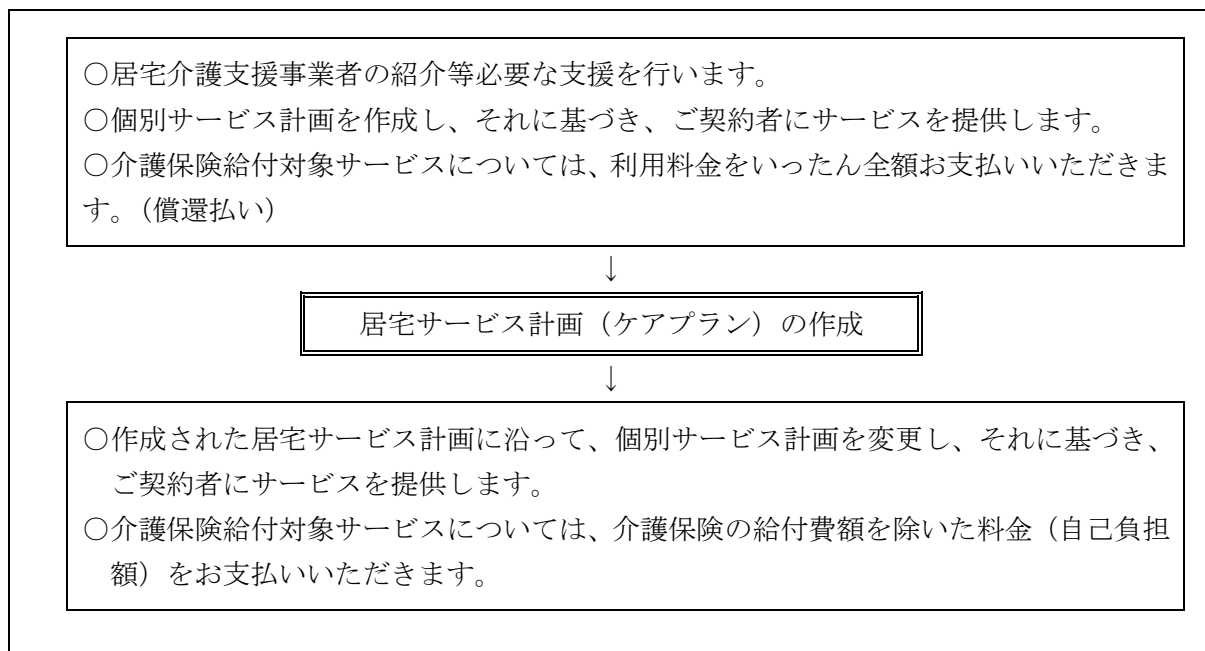 ○居宅介護支援事業者の紹介等必要な支援を行います。
○個別サービス計画を作成し、それに基づき、ご契約者にサービスを提供します。
○介護保険給付対象サービスについては、利用料金をいったん全額お支払いいただきま
す。（償還払い）
↓
居宅サービス計画（ケアプラン）の作成
↓
○作成された居宅サービス計画に沿って、個別サービス計画を変更し、それに基づき、
ご契約者にサービスを提供します。
○介護保険給付対象サービスについては、介護保険の給付費額を除いた料金（自己負担
額）をお支払いいただきます。